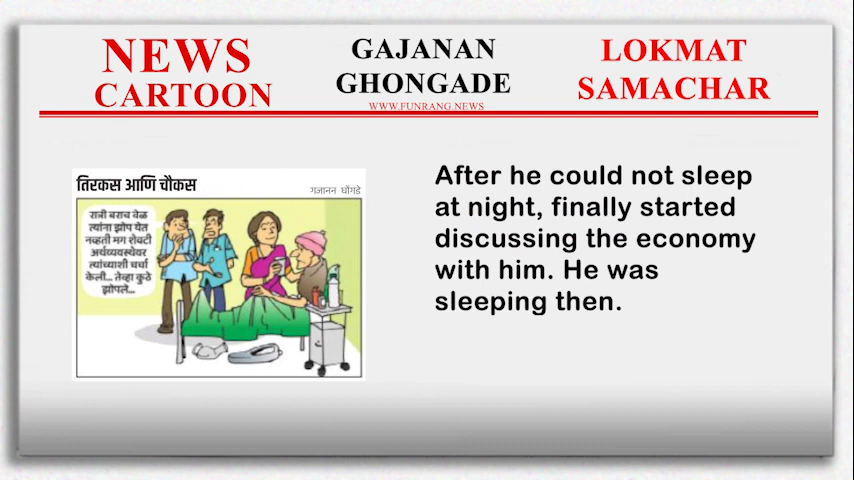 NEWS
CARTOON
GAJANAN
GHONGADE
WWW.FUNRANG.NEWS
LOKMAT
SAMACHAR
तिरकस आणि चौकस
गजानन घोंगडे
रात्री बराच वेळ
त्यांना झोप येत
नव्हती मग शेवटी
अर्थव्यवस्थेवर
त्यांच्याशी चर्चा
केली... तेव्हा कुठे
झोपले...
After he could not sleep
at night, finally started
discussing the economy
with him. He was
sleeping then.